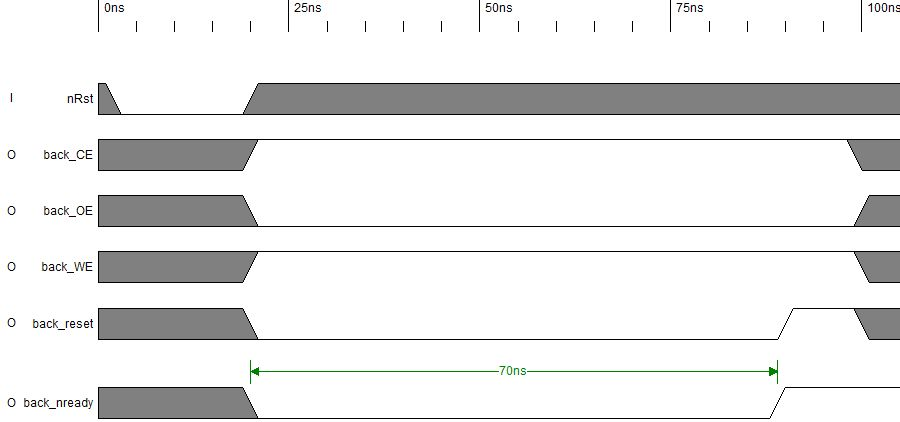 0ns 25ns 50ns 75ns 100ns
I nRst
O back_CE
O back_OE
O back_WE
O back_reset
70ns
O back_nready